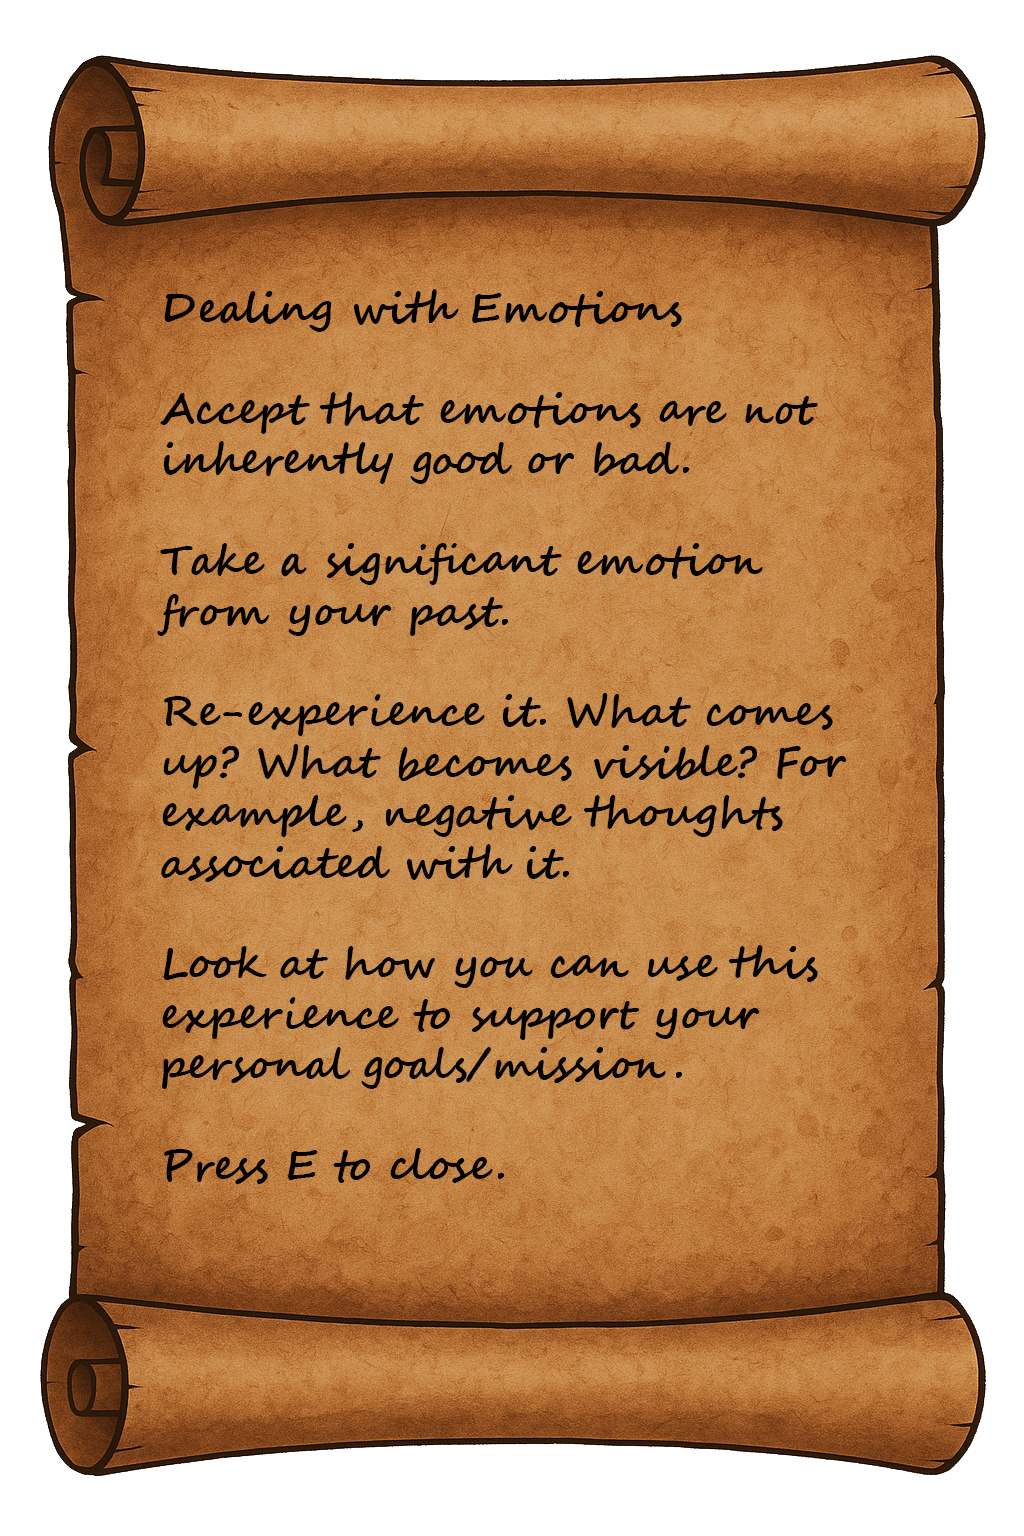 Dealing with Emotions
Accept that emotions are not
inherently good or bad.
Take a significant emotion
from your past.
Re-experience it. What comes
up? What becomes visible? For
example, negative thoughts
associated with it.
Look at how you can use this
experience to support your
personal goals/mission.
Press E to close.